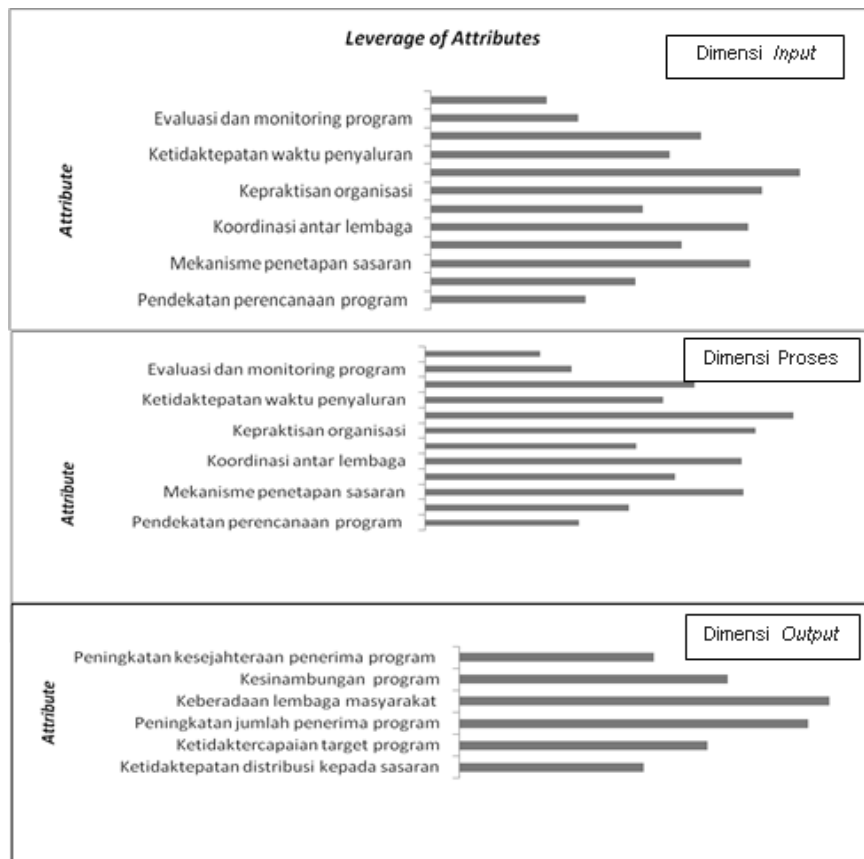 Leverage of Attributes
Dimensi Input
Attribute
Evaluasi dan monitoring program
Ketidaktepatan waktu penyaluran
Kepraktisan organisasi
Koordinasi antar lembaga
Mekanisme penetapan sasaran
Pendekatan perencanaan program
Dimensi Proses
Attribute
Evaluasi dan monitoring program
Ketidaktepatan waktu penyaluran
Kepraktisan organisasi
Koordinasi antar lembaga
Mekanisme penetapan sasaran
Pendekatan perencanaan program
Dimensi Output
Attribute
Peningkatan kesejahteraan penerima program
Kesinambungan program
Keberadaan lembaga masyarakat
Peningkatan jumlah penerima program
Ketidaktercapaian target program
Ketidaktepatan distribusi kepada sasaran